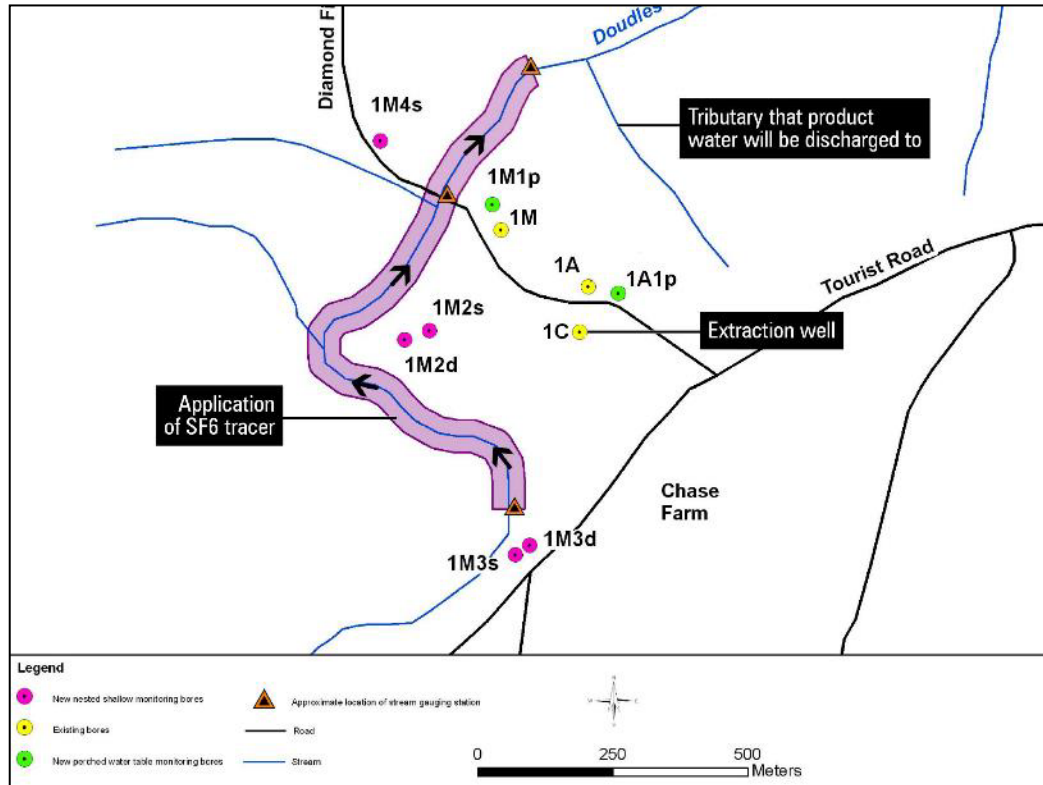 Doudles
Diamond Fi
1M4s
Tributary that product
water will be discharged to
1M1p
1M
1A
1A1p
Tourist Road
1M2s
1C
Extraction well
1M2d
Application
of SF6 tracer
Chase
Farm
1M3d
1M3s
Legend
New nested shallow monitoring bores
Approximate location of stream gauging station
Existing bores
Road
New perched water table monitoring bores
Stream
N
W
E
S
0
250
500
Meters